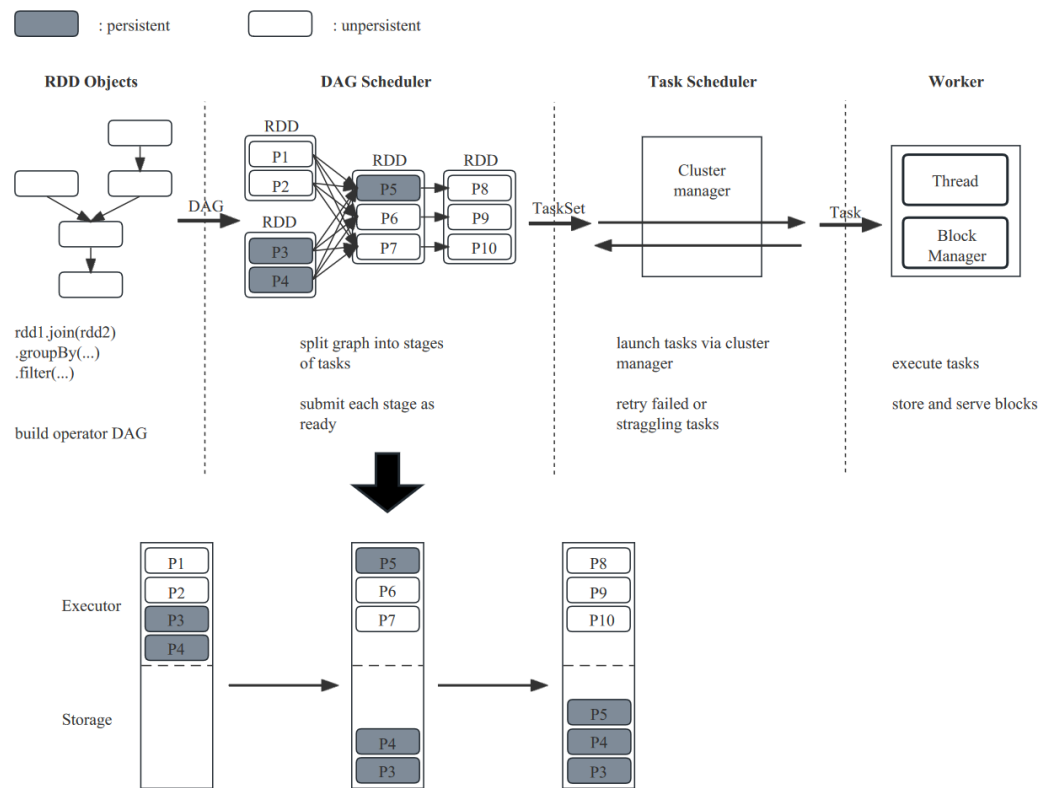 : persistent
: unpersistent
RDD Objects
DAG Scheduler
Task Scheduler
Worker
RDD
P1
P2
RDD
P3
P4
RDD
P5
P6
P7
RDD
P8
P9
P10
DAG
TaskSet
Cluster
manager
Task
Thread
Block
Manager
rdd1.join(rdd2)
.groupBy(...)
.filter(...)
build operator DAG
split graph into stages
of tasks
submit each stage as
ready
launch tasks via cluster
manager
retry failed or
straggling tasks
execute tasks
store and serve blocks
Executor
Storage
P1
P2
P3
P4
P5
P6
P7
P4
P3
P8
P9
P10
P5
P4
P3